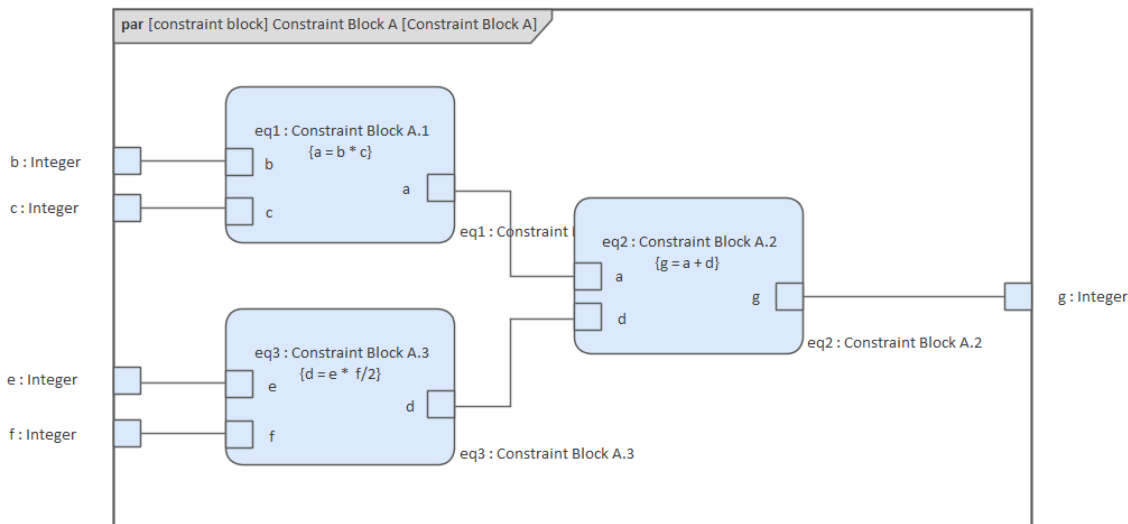 par [constraint block] Constraint Block A [Constraint Block A]
eq1 : Constraint Block A.1
{a = b * c}
b : Integer
b
a
c : Integer
c
eq1 : Constraint
eq2 : Constraint Block A.2
{g = a + d}
a
g
g : Integer
d
eq2 : Constraint Block A.2
eq3 : Constraint Block A.3
{d = e * f/2}
e : Integer
e
d
f : Integer
f
eq3 : Constraint Block A.3